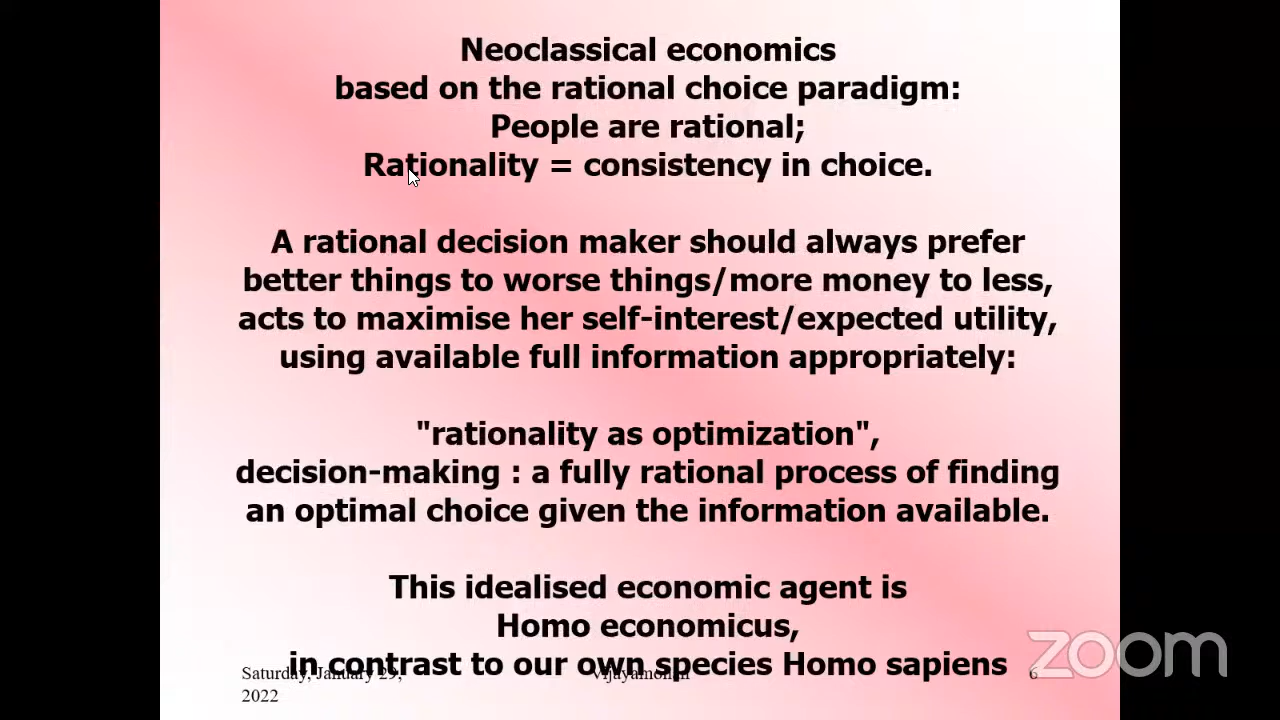 Neoclassical economics
based on the rational choice paradigm:
People are rational;
Rationality = consistency in choice.
A rational decision maker should always prefer
better things to worse things/more money to less,
acts to maximise her self-interest/expected utility,
using available full information appropriately:
"rationality as optimization",
decision-making : a fully rational process of finding
an optimal choice given the information available.
This idealised economic agent is
Homo economicus,
in contrast to our own species Homo sapiens
Saturday, January 29,
2022
Vijayamohan
6
zoom